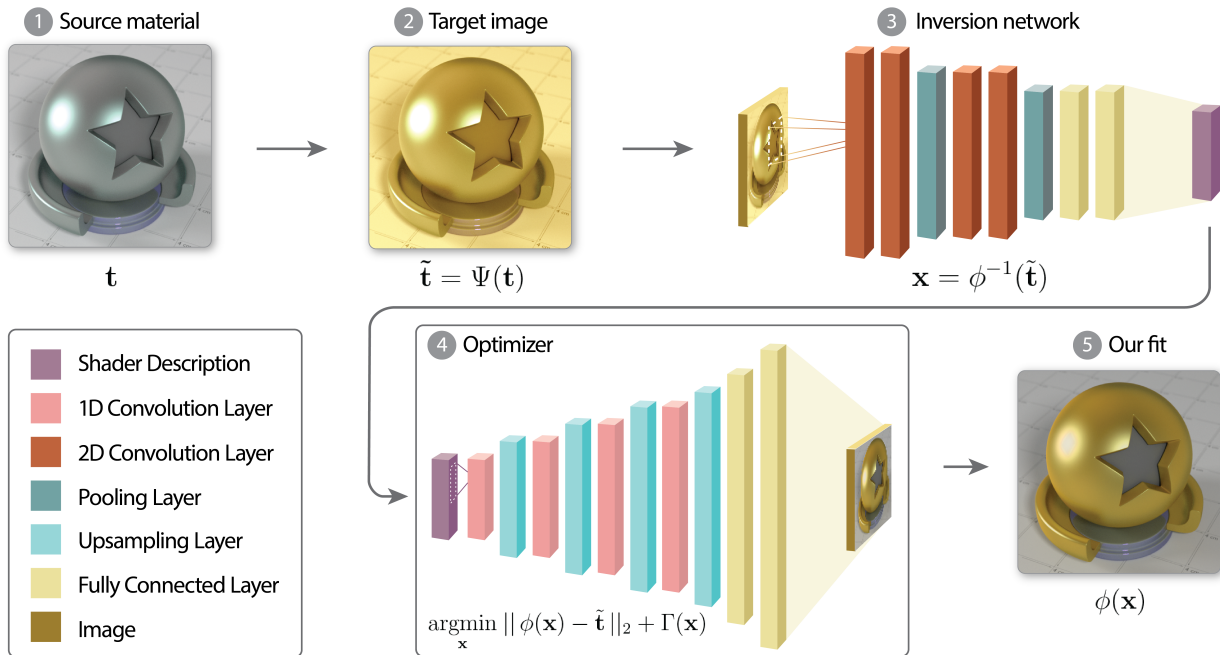 1 Source material
2 Target image
3 Inversion network
t
t̃ = Ψ(t)
x = ϕ⁻¹(t̃)
Shader Description
1D Convolution Layer
2D Convolution Layer
Pooling Layer
Upsampling Layer
Fully Connected Layer
Image
4 Optimizer
argmin || ϕ(x) − t̃ ||₂ + Γ(x)
x
5 Our fit
ϕ(x)